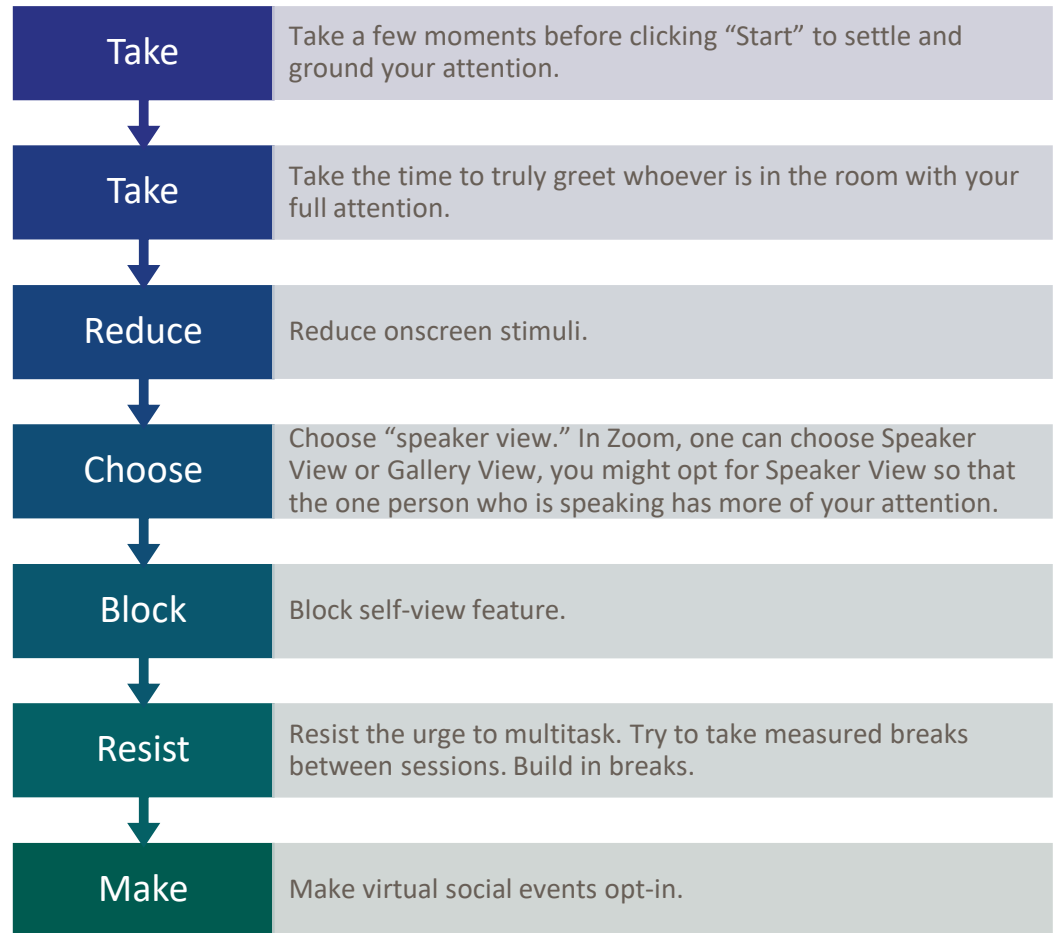 Take
Take a few moments before clicking “Start” to settle and
ground your attention.
Take
Take the time to truly greet whoever is in the room with your
full attention.
Reduce
Reduce onscreen stimuli.
Choose
Choose “speaker view.” In Zoom, one can choose Speaker
View or Gallery View, you might opt for Speaker View so that
the one person who is speaking has more of your attention.
Block
Block self-view feature.
Resist
Resist the urge to multitask. Try to take measured breaks
between sessions. Build in breaks.
Make
Make virtual social events opt-in.